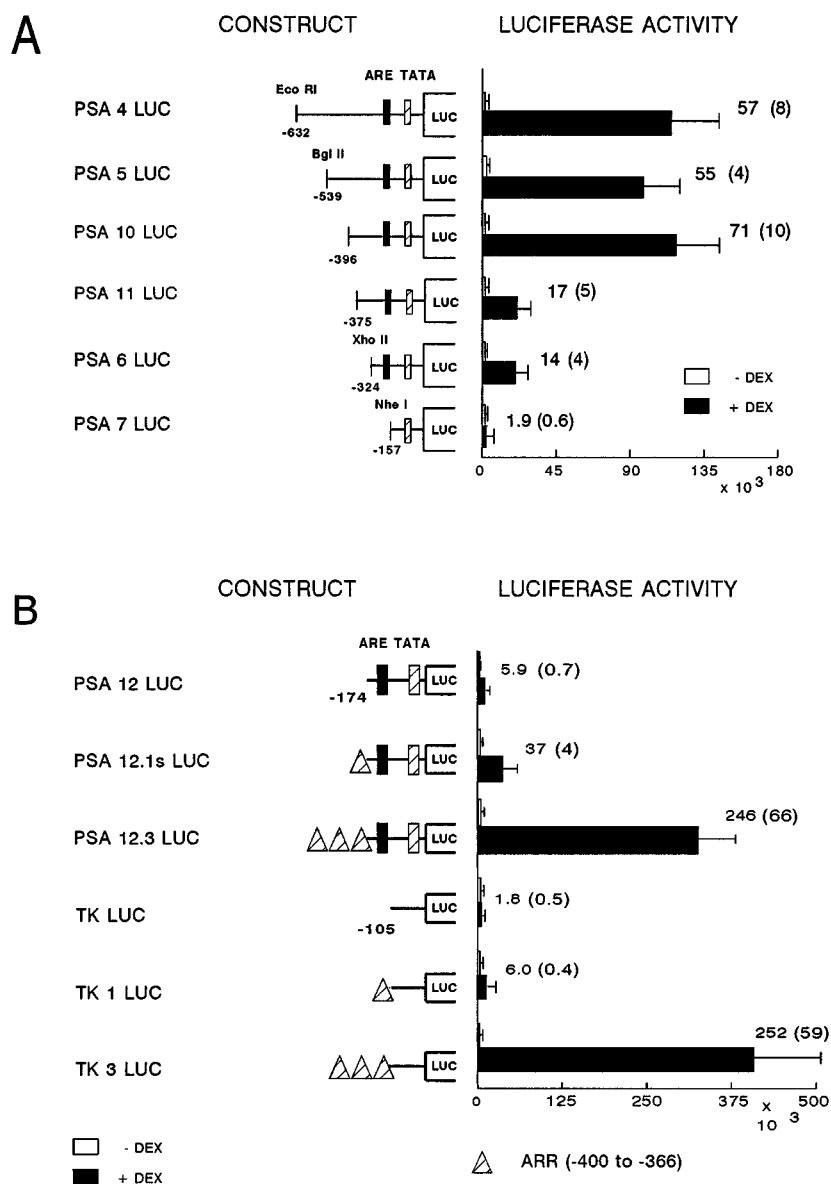 A
CONSTRUCT LUCIFERASE ACTIVITY
ARE TATA
Eco RI
PSA 4 LUC LUC 57 (8)
-632
Bgl II
PSA 5 LUC LUC 55 (4)
-539
PSA 10 LUC LUC 71 (10)
-396
PSA 11 LUC LUC 17 (5)
-375
Xho II
PSA 6 LUC LUC 14 (4)
-324
- DEX
+ DEX
Nhe I
PSA 7 LUC LUC 1.9 (0.6)
-157
0 45 90 135 180
x 10 3
B
CONSTRUCT LUCIFERASE ACTIVITY
ARE TATA
PSA 12 LUC LUC 5.9 (0.7)
-174
PSA 12.1s LUC LUC 37 (4)
PSA 12.3 LUC LUC 246 (66)
TK LUC LUC 1.8 (0.5)
-105
TK 1 LUC LUC 6.0 (0.4)
TK 3 LUC LUC 252 (59)
0 125 250 375 x 10 3 500
- DEX
+ DEX
ARR (-400 to -366)